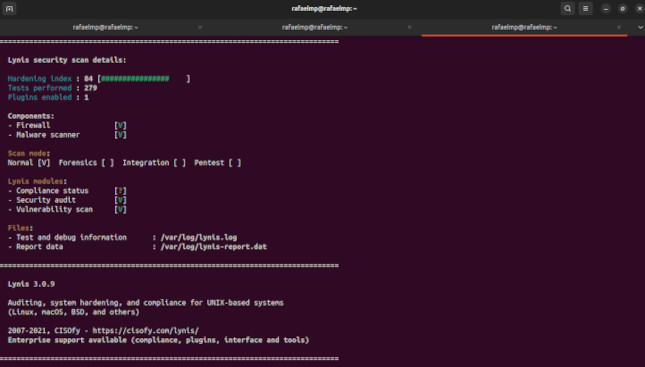 rafaelmp@rafaelmp: ~
rafaelmp@rafaelmp: ~ rafaelmp@rafaelmp: ~ rafaelmp@rafaelmp: ~
================================================================================
Lynis security scan details:
Hardening index : 84 [################    ]
Tests performed : 279
Plugins enabled : 1
Components:
- Firewall [V]
- Malware scanner [V]
Scan mode:
Normal [V] Forensics [ ] Integration [ ] Pentest [ ]
Lynis modules:
- Compliance status [?]
- Security audit [V]
- Vulnerability scan [V]
Files:
- Test and debug information : /var/log/lynis.log
- Report data : /var/log/lynis-report.dat
================================================================================
Lynis 3.0.9
Auditing, system hardening, and compliance for UNIX-based systems
(Linux, macOS, BSD, and others)
2007-2021, CISOfy - https://cisofy.com/lynis/
Enterprise support available (compliance, plugins, interface and tools)
================================================================================